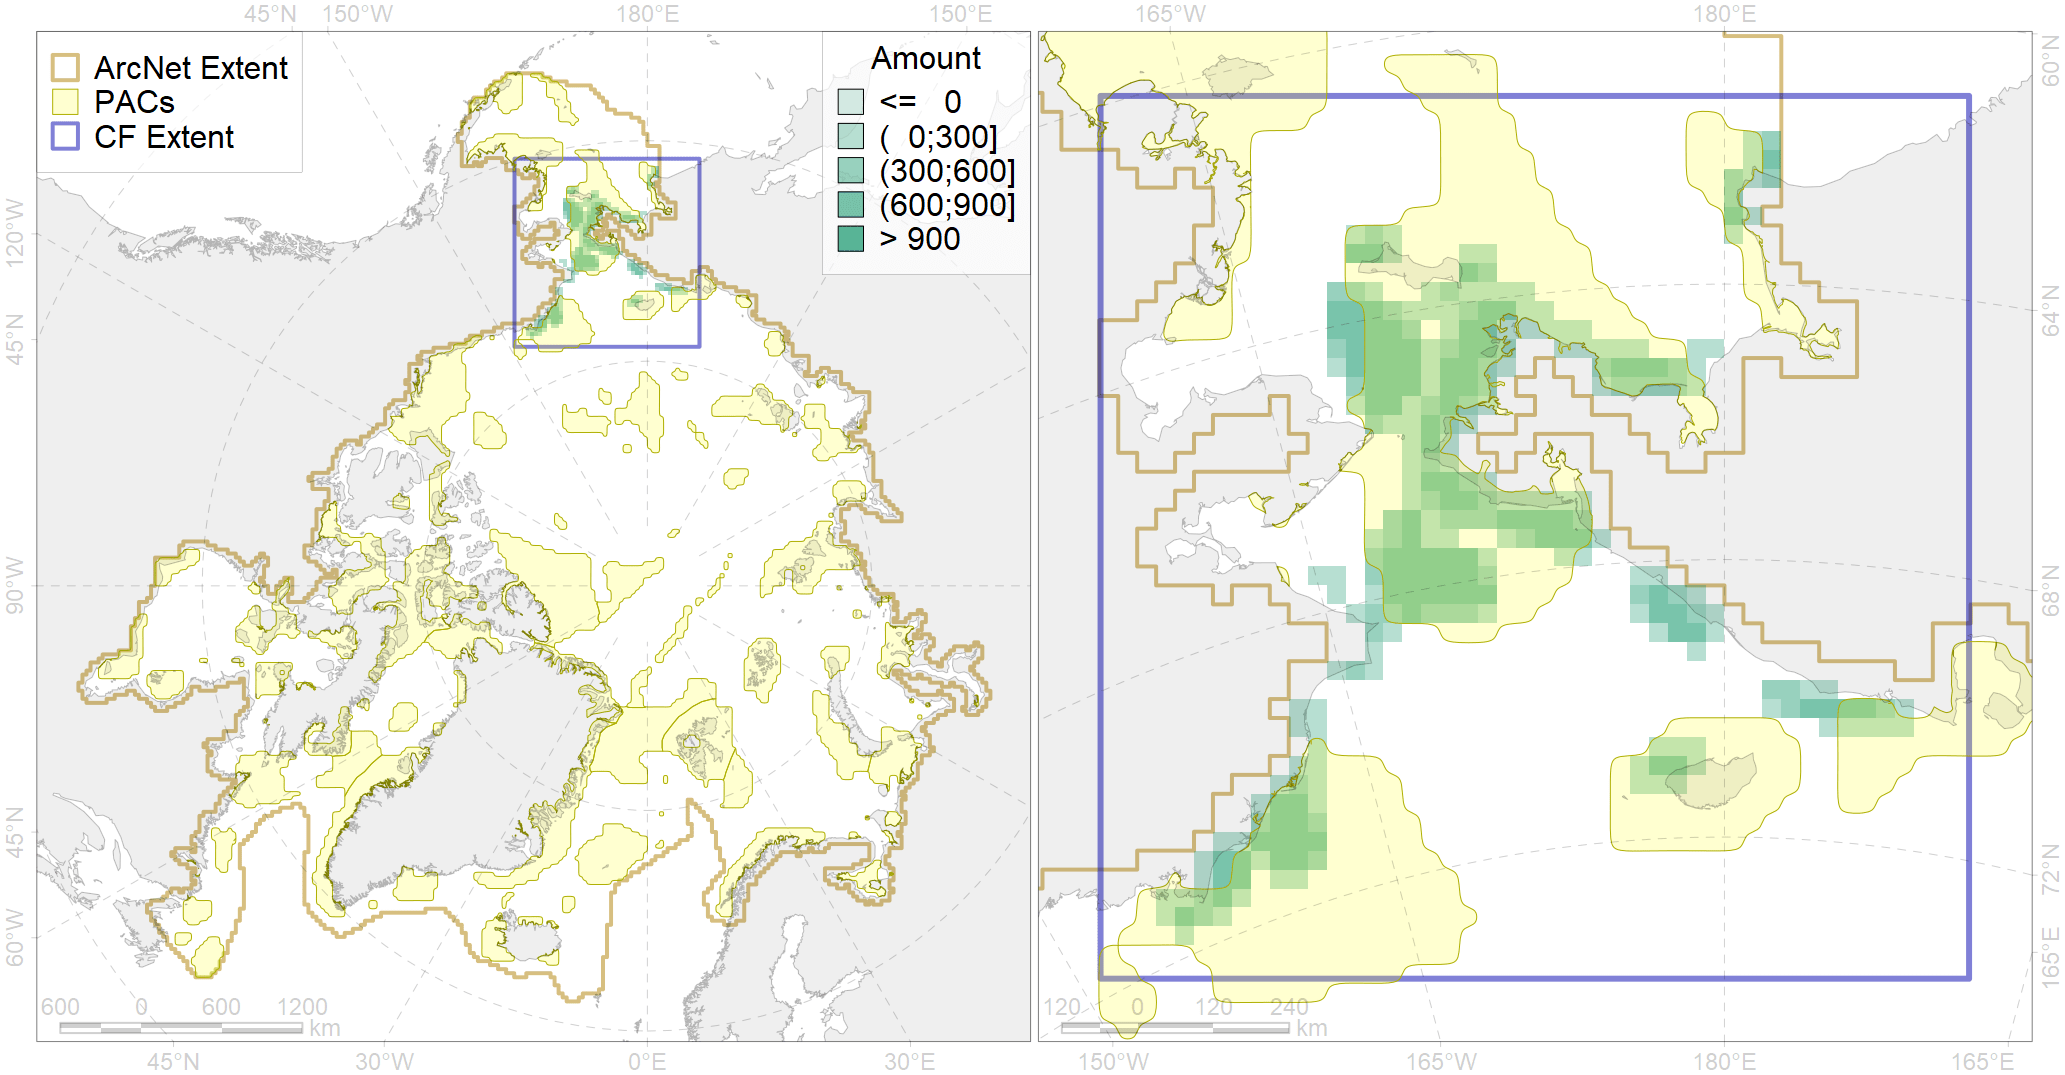 45°N 150°W 180°E 150°E 165°W 180°E
ArcNet Extent
PACs
CF Extent
Amount
<= 0
( 0;300]
(300;600]
(600;900]
> 900
120°W
45°N
90°W
45°N
60°W
60°N
64°N
68°N
72°N
165°E
600 0 600 1200
km
120 0 120 240
km
45°N 30°W 0°E 30°E 150°W 165°W 180°E 165°E